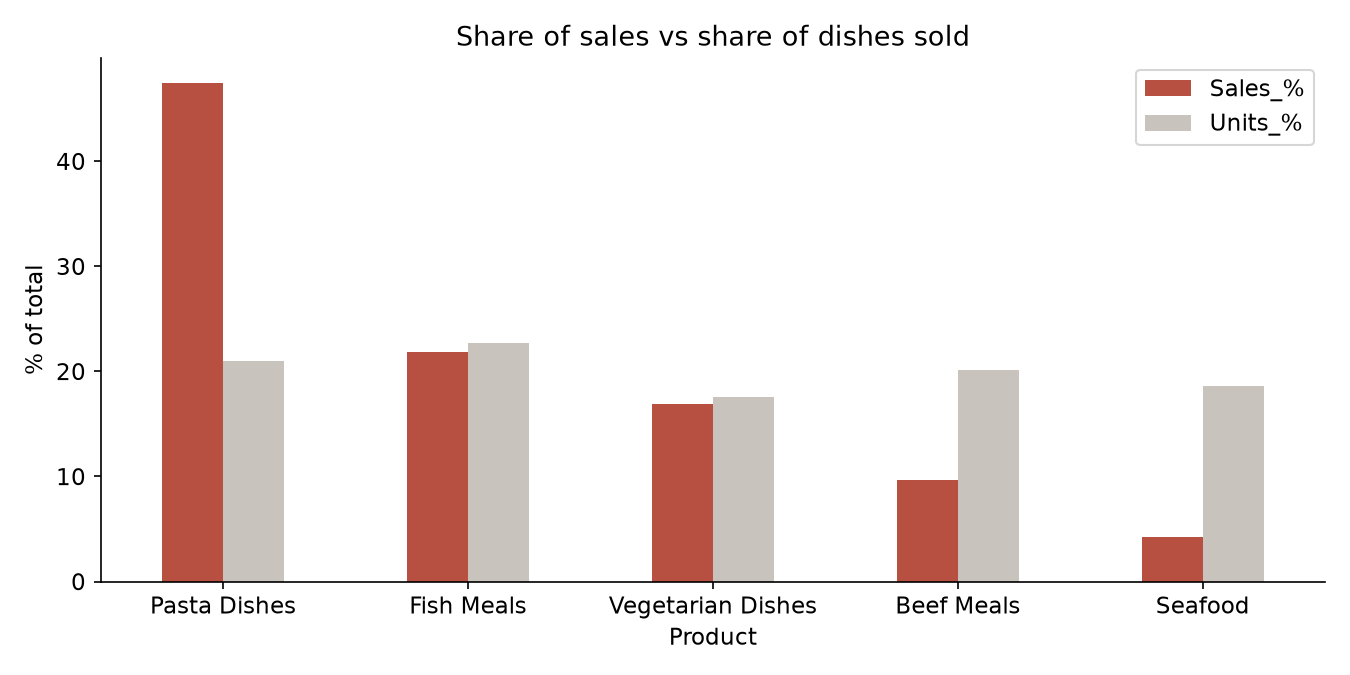 Share of sales vs share of dishes sold
Sales_%
Units_%
% of total
40
30
20
10
0
Pasta Dishes
Fish Meals
Vegetarian Dishes
Beef Meals
Seafood
Product